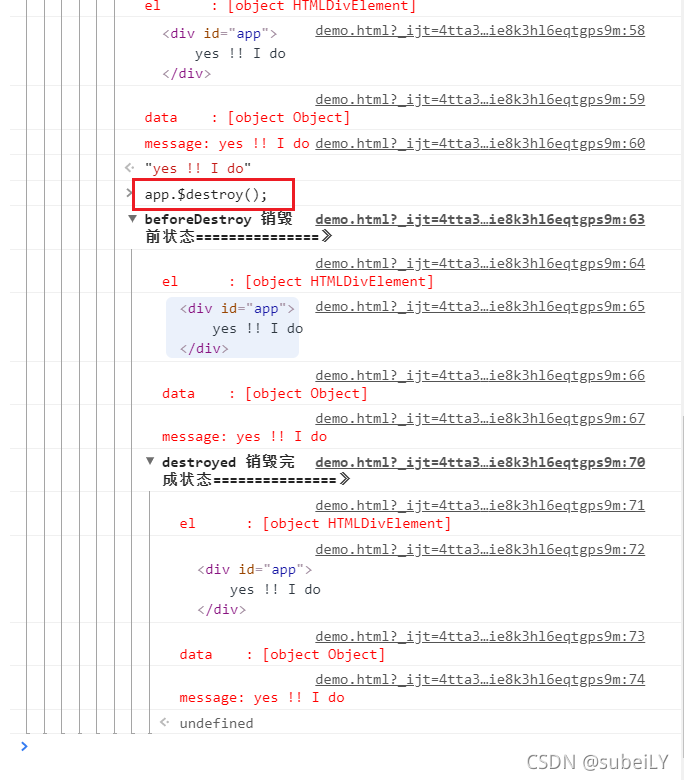 el      : [object HTMLDivElement]
<div id="app"> demo.html?_ijt=4tta3…ie8k3hl6eqtgps9m:58
yes !! I do
</div>
demo.html?_ijt=4tta3…ie8k3hl6eqtgps9m:59
data    : [object Object]
message: yes !! I do demo.html?_ijt=4tta3…ie8k3hl6eqtgps9m:60
"yes !! I do"
app.$destroy();
beforeDestroy 销毁 demo.html?_ijt=4tta3…ie8k3hl6eqtgps9m:63
前状态===============》
demo.html?_ijt=4tta3…ie8k3hl6eqtgps9m:64
el      : [object HTMLDivElement]
<div id="app"> demo.html?_ijt=4tta3…ie8k3hl6eqtgps9m:65
yes !! I do
</div>
demo.html?_ijt=4tta3…ie8k3hl6eqtgps9m:66
data    : [object Object]
demo.html?_ijt=4tta3…ie8k3hl6eqtgps9m:67
message: yes !! I do
destroyed 销毁完 demo.html?_ijt=4tta3…ie8k3hl6eqtgps9m:70
成状态===============》
demo.html?_ijt=4tta3…ie8k3hl6eqtgps9m:71
el      : [object HTMLDivElement]
demo.html?_ijt=4tta3…ie8k3hl6eqtgps9m:72
<div id="app">
yes !! I do
</div>
demo.html?_ijt=4tta3…ie8k3hl6eqtgps9m:73
data    : [object Object]
demo.html?_ijt=4tta3…ie8k3hl6eqtgps9m:74
message: yes !! I do
undefined
CSDN @subeiLY